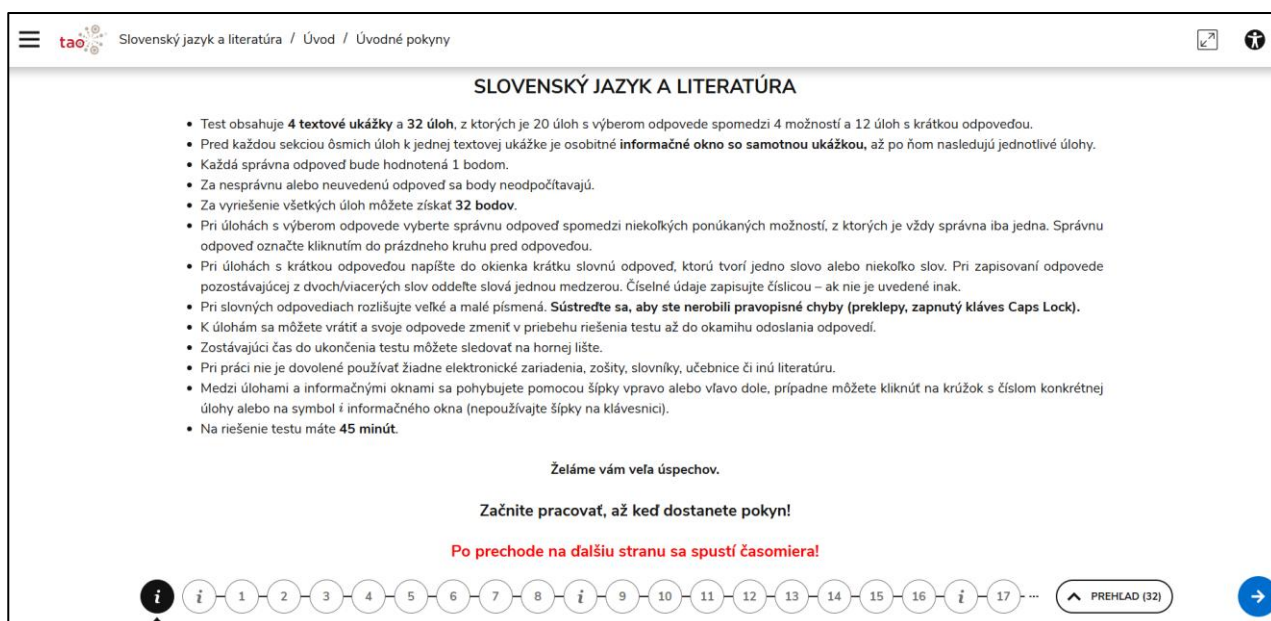 tao
Slovenský jazyk a literatúra / Úvod / Úvodné pokyny
SLOVENSKÝ JAZYK A LITERATÚRA
• Test obsahuje 4 textové ukážky a 32 úloh, z ktorých je 20 úloh s výberom odpovede spomedzi 4 možností a 12 úloh s krátkou odpoveďou.
• Pred každou sekciou ôsmich úloh k jednej textovej ukážke je osobitné informačné okno so samotnou ukážkou, až po ňom nasledujú jednotlivé úlohy.
• Každá správna odpoveď bude hodnotená 1 bodom.
• Za nesprávnu alebo neuvedenú odpoveď sa body neodpočítavajú.
• Za vyriešenie všetkých úloh môžete získať 32 bodov.
• Pri úlohách s výberom odpovede vyberte správnu odpoveď spomedzi niekoľkých ponúkaných možností, z ktorých je vždy správna iba jedna. Správnu
odpoveď označte kliknutím do prázdneho kruhu pred odpoveďou.
• Pri úlohách s krátkou odpoveďou napíšte do okienka krátku slovnú odpoveď, ktorú tvorí jedno slovo alebo niekoľko slov. Pri zapisovaní odpovede
pozostávajúcej z dvoch/viacerých slov oddeľte slová jednou medzerou. Číselné údaje zapisujte číslicou – ak nie je uvedené inak.
• Pri slovných odpovediach rozlišujte veľké a malé písmená. Sústreďte sa, aby ste nerobili pravopisné chyby (preklepy, zapnutý kláves Caps Lock).
• K úlohám sa môžete vrátiť a svoje odpovede zmeniť v priebehu riešenia testu až do okamihu odoslania odpovedí.
• Zostávajúci čas do ukončenia testu môžete sledovať na hornej lište.
• Pri práci nie je dovolené používať žiadne elektronické zariadenia, zošity, slovníky, učebnice či inú literatúru.
• Medzi úlohami a informačnými oknami sa pohybujete pomocou šípky vpravo alebo vľavo dole, prípadne môžete kliknúť na krúžok s číslom konkrétnej
úlohy alebo na symbol i informačného okna (nepoužívajte šípky na klávesnici).
• Na riešenie testu máte 45 minút.
Želáme vám veľa úspechov.
Začnite pracovať, až keď dostanete pokyn!
Po prechode na ďalšiu stranu sa spustí časomiera!
i i 1 2 3 4 5 6 7 8 i 9 10 11 12 13 14 15 16 i 17 ... PREHĽAD (32)